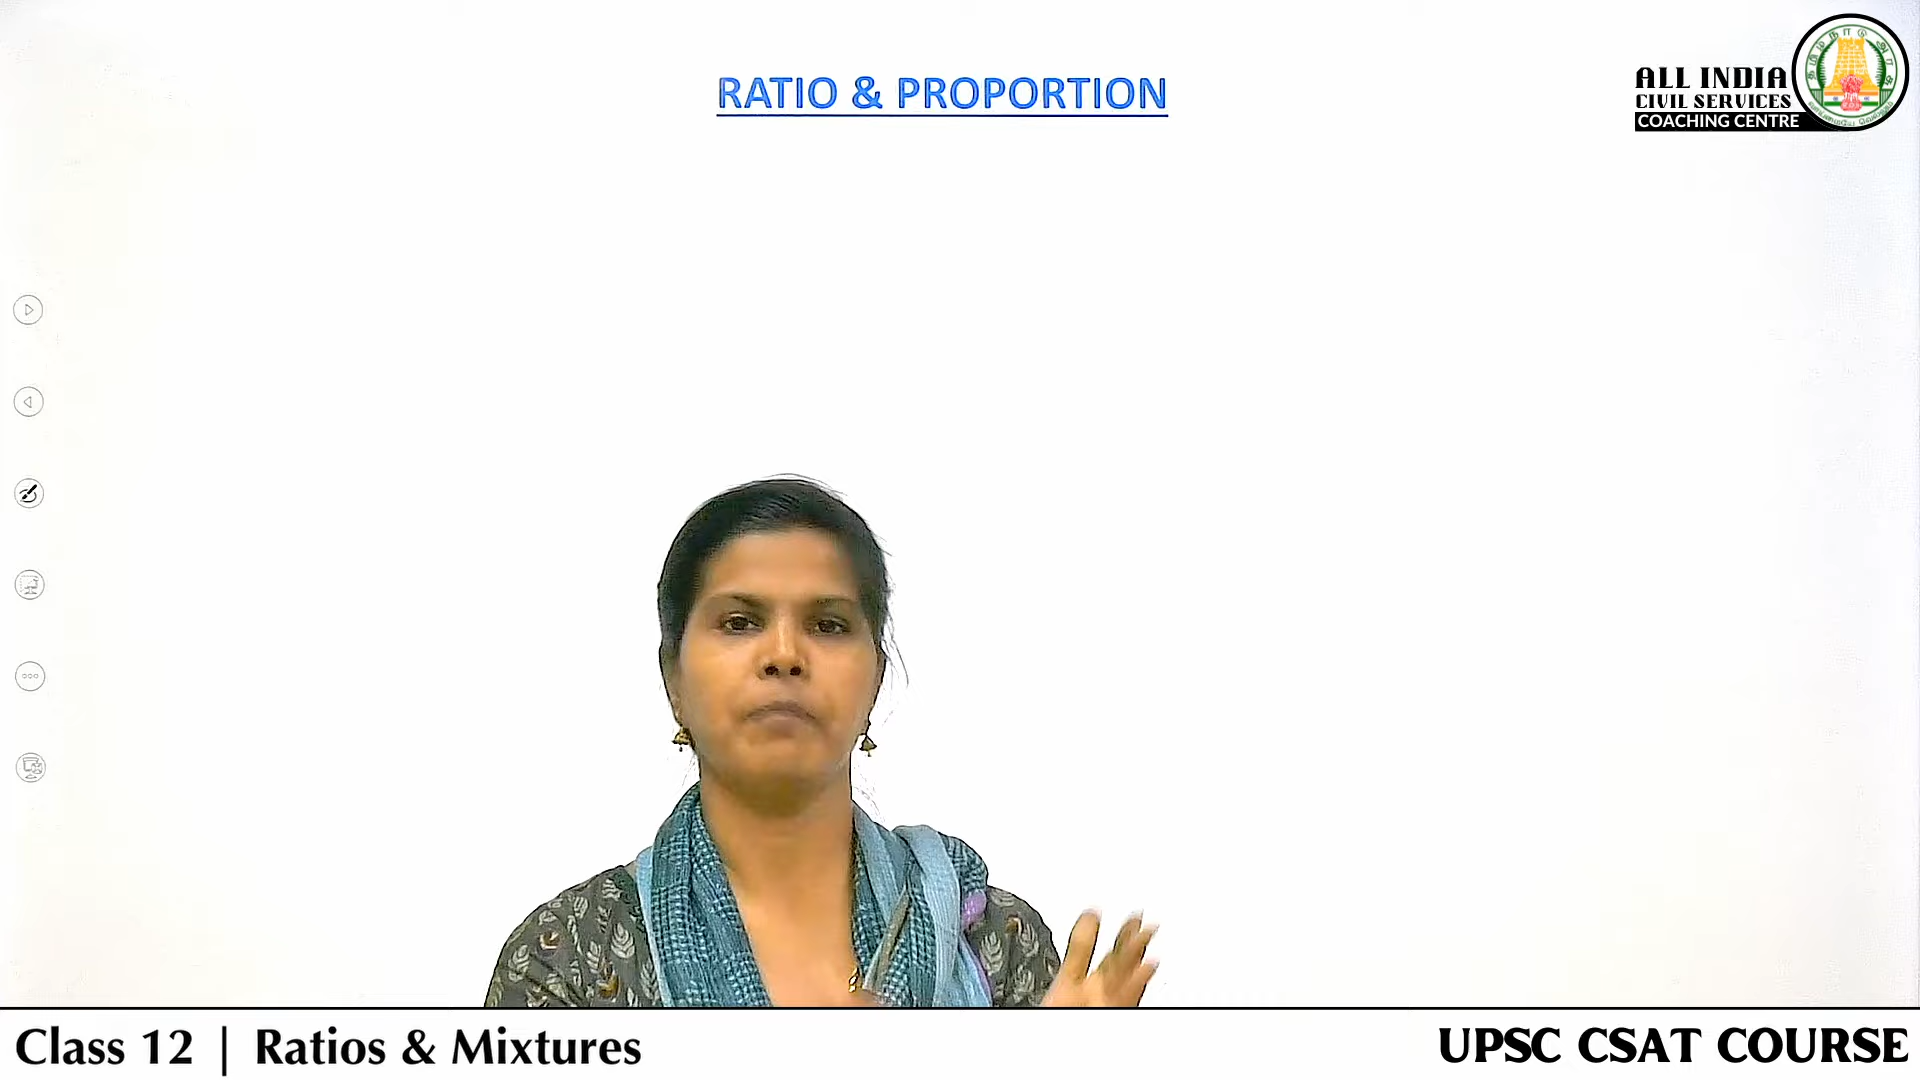 RATIO & PROPORTION
ALL INDIA
CIVIL SERVICES
COACHING CENTRE
Class 12 | Ratios & Mixtures
UPSC CSAT COURSE